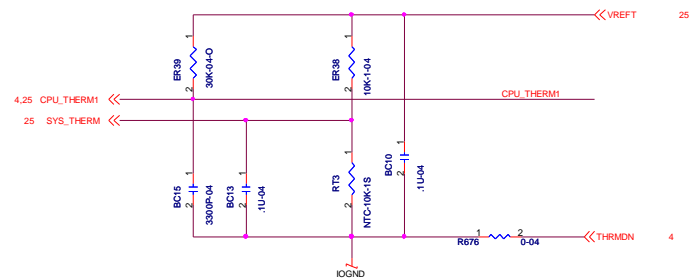 VREFT 25
1
ER39
30K-04-O
2
1
ER38
10K-1-04
2
4,25 CPU_THERM1
CPU_THERM1
25 SYS_THERM
1
BC10
.1U-04
2
1
BC15
3300P-04
2
1
BC13
.1U-04
2
1
RT3
NTC-10K-1S
2
1 2
R676 0-04
THRMDN 4
IOGND